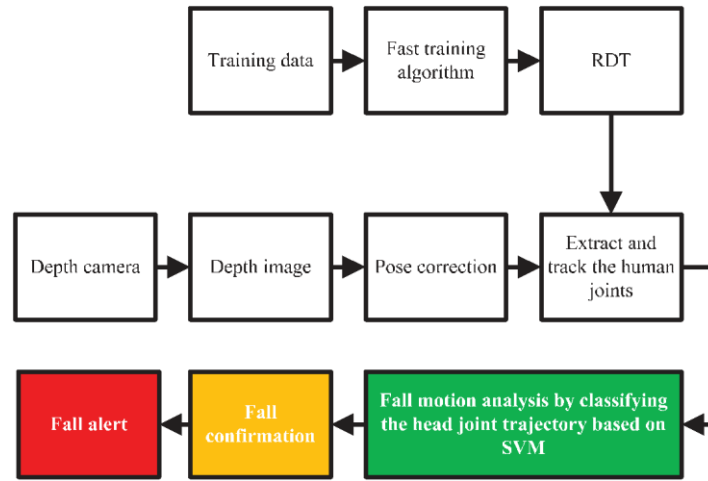 Training data
Fast training
algorithm
RDT
Depth camera
Depth image
Pose correction
Extract and
track the human
joints
Fall alert
Fall
confirmation
Fall motion analysis by classifying
the head joint trajectory based on
SVM